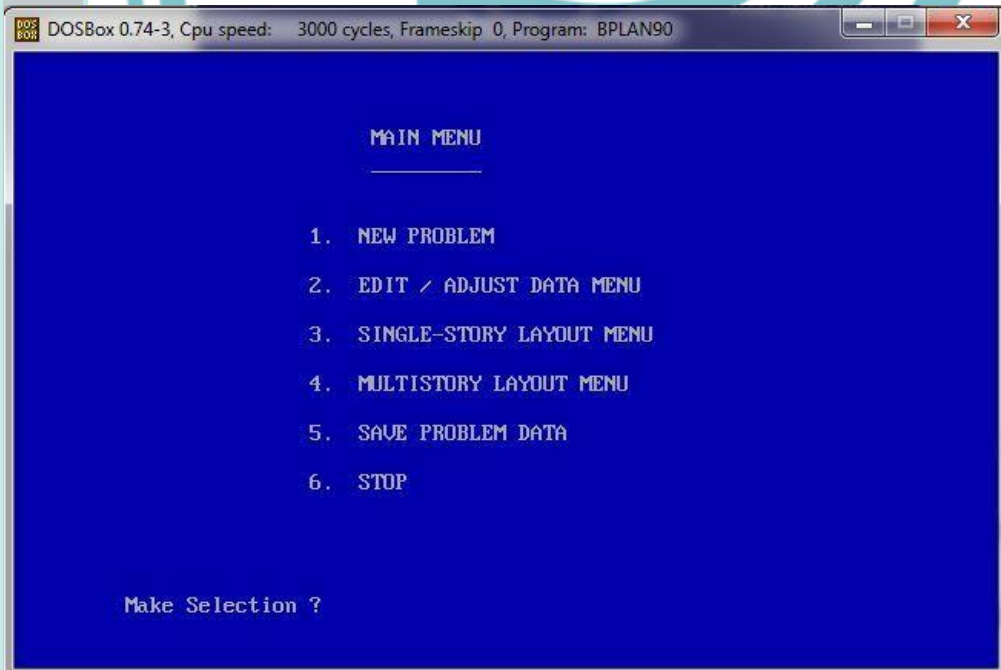 DOSBox 0.74-3, Cpu speed: 3000 cycles, Frameskip 0, Program: BPLAN90
MAIN MENU
1. NEW PROBLEM
2. EDIT / ADJUST DATA MENU
3. SINGLE-STORY LAYOUT MENU
4. MULTISTORY LAYOUT MENU
5. SAVE PROBLEM DATA
6. STOP
Make Selection ?